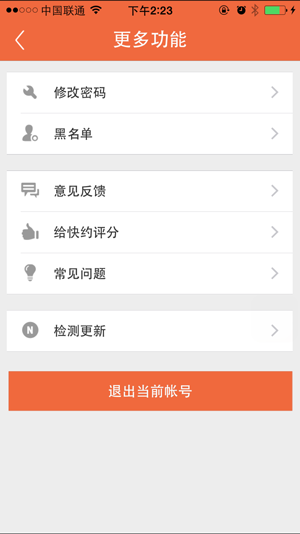 中国联通 下午2:23
更多功能
修改密码
黑名单
意见反馈
给快约评分
常见问题
N 检测更新
退出当前帐号